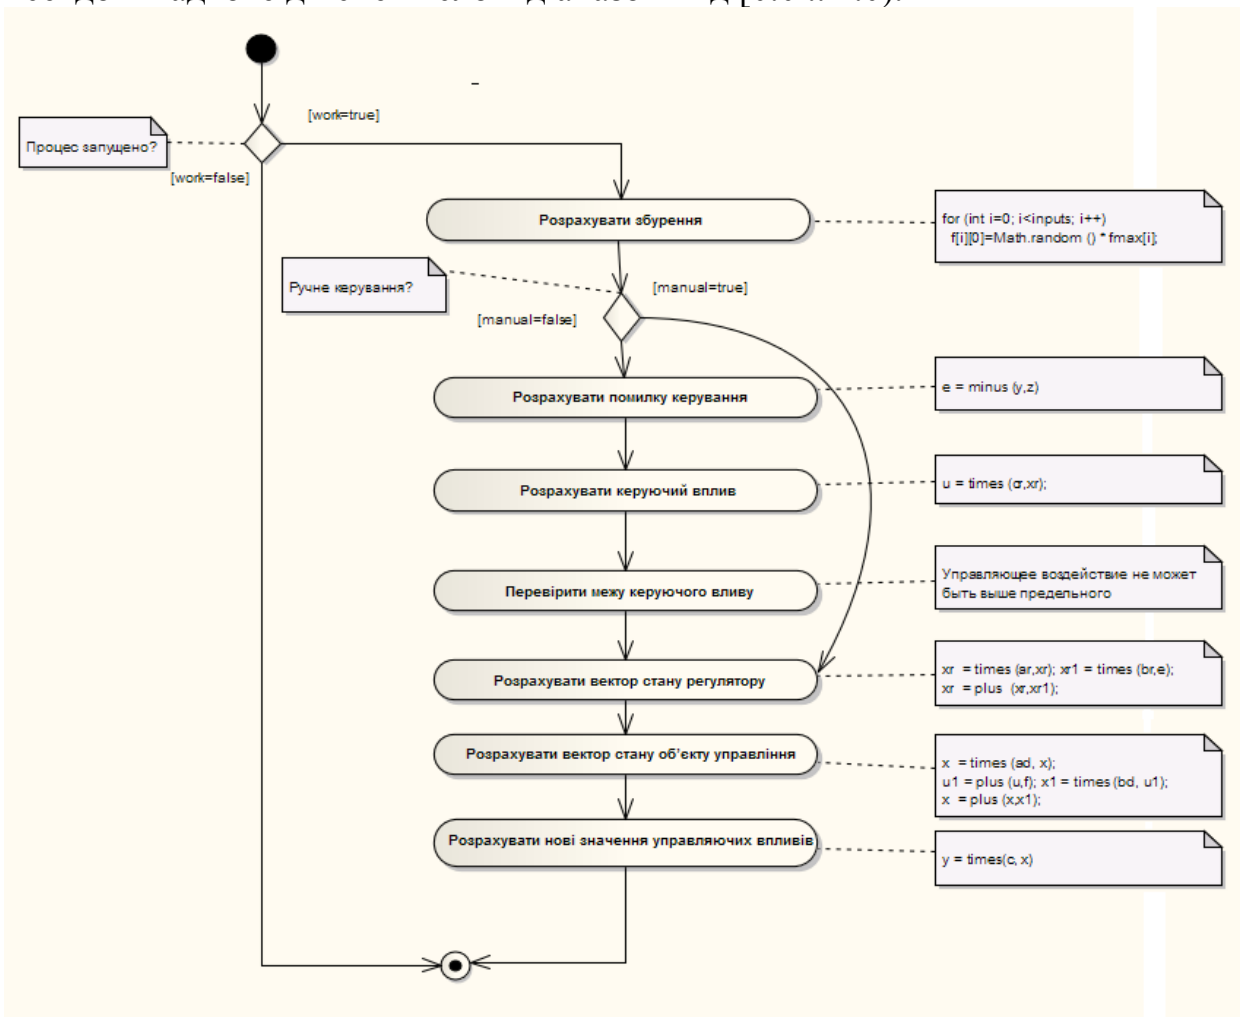 [work=true]
Процес запущено?
[work=false]
Розрахувати збурення
for (int i=0; i<inputs; i++)
f[i][0]=Math.random () * fmax[i];
Ручне керування?
[manual=true]
[manual=false]
Розрахувати помилку керування
e = minus (y,z)
Розрахувати керуючий вплив
u = times (cr,xr);
Перевірити межу керуючого вливу
Управляющее воздействие не может
быть выше предельного
Розрахувати вектор стану регулятору
xr = times (ar,xr); xr1 = times (br,e);
xr = plus (xr,xr1);
Розрахувати вектор стану об'єкту управління
x = times (ad, x);
u1 = plus (u,f); x1 = times (bd, u1);
x = plus (x,x1);
Розрахувати нові значення управляючих впливів
y = times(c, x)